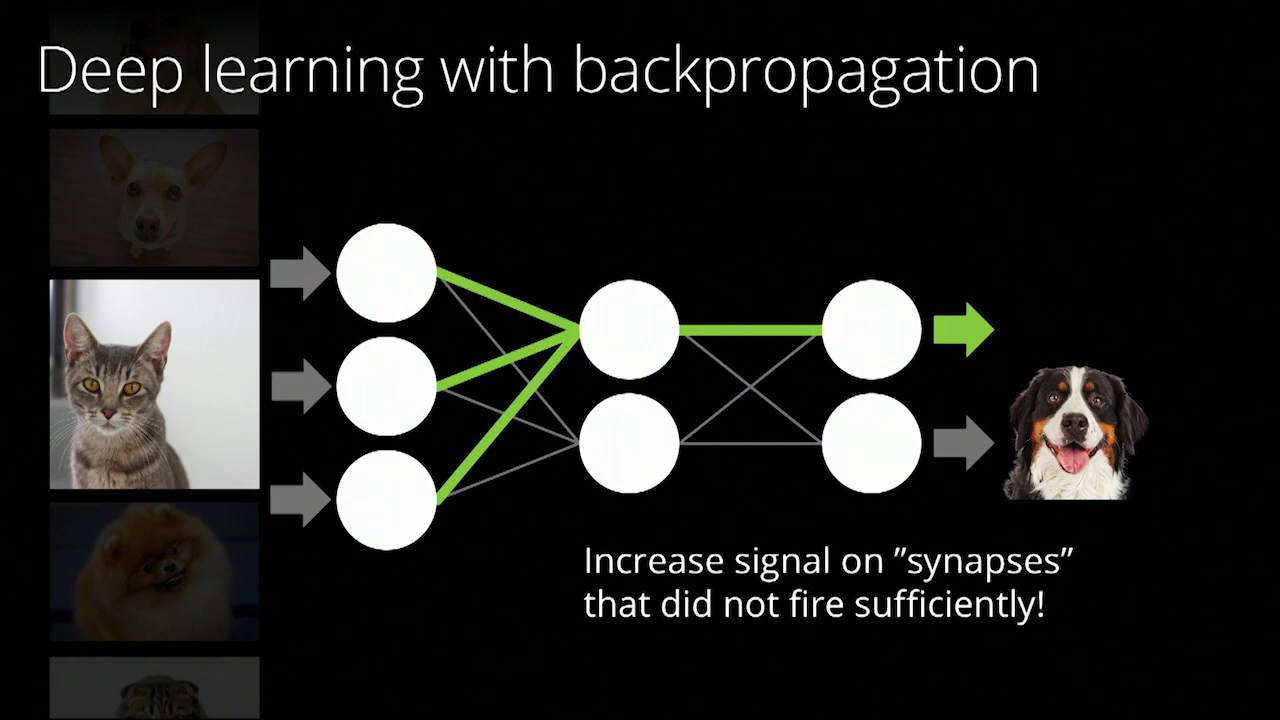 Deep learning with backpropagation
Increase signal on ”synapses”
that did not fire sufficiently!